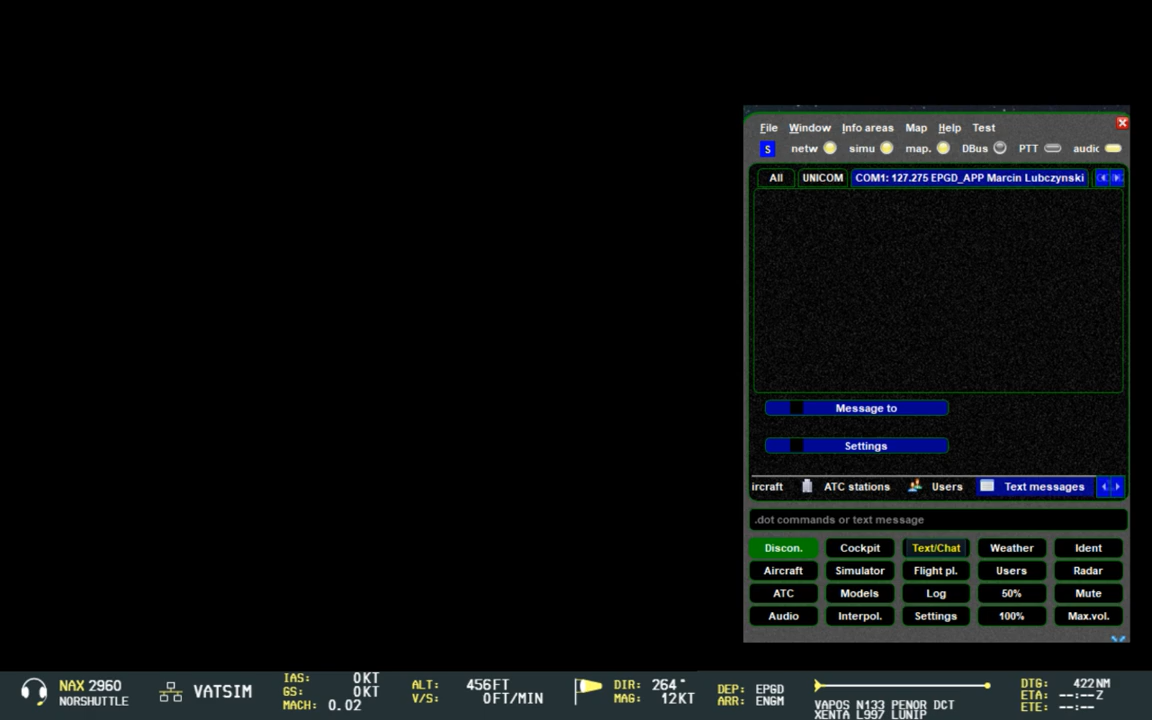 File Window Info areas Map Help Test
S netw simu map. DBus PTT audio
All UNICOM COM1: 127.275 EPGD_APP Marcin Lubczynski
Message to
Settings
ircraft ATC stations Users Text messages
.dot commands or text message
Discon. Cockpit Text/Chat Weather Ident
Aircraft Simulator Flight pl. Users Radar
ATC Models Log 50% Mute
Audio Interpol. Settings 100% Max.vol.
NAX 2960
NORSHUTTLE
VATSIM
IAS: 0KT
GS: 0KT
MACH: 0.02
ALT: 456FT
V/S: 0FT/MIN
DIR: 264°
MAG: 12KT
DEP: EPGD
ARR: ENGM
VAPOS N133 PENOR DCT
XENTA L997 LUNIP
DTG: 422NM
ETA: --:--Z
ETE: --:--